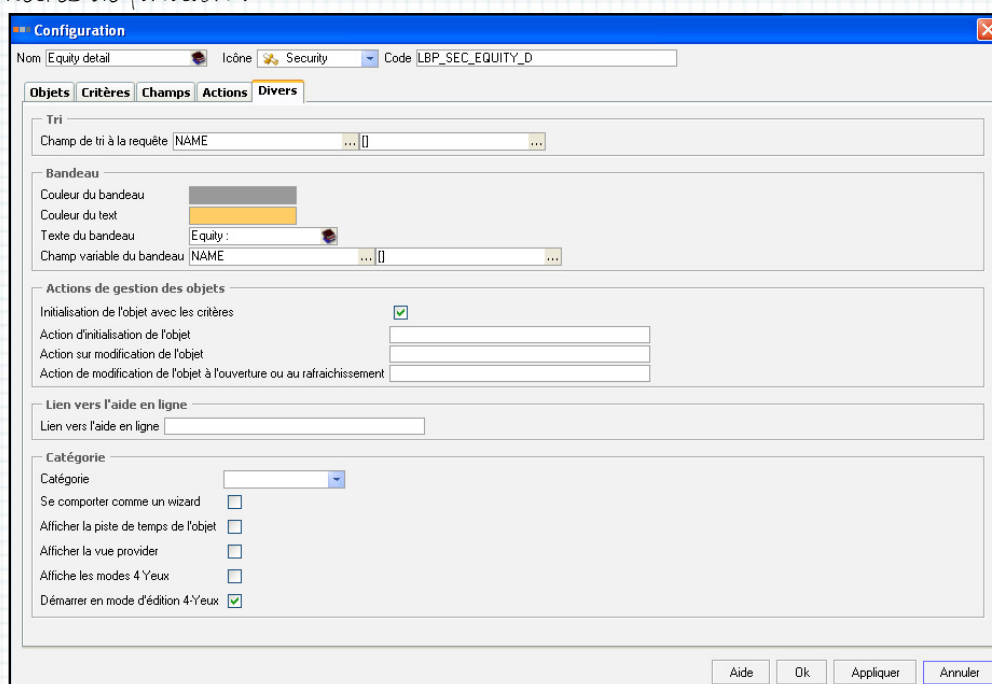 Configuration
Nom Equity detail Icône Security Code LBP_SEC_EQUITY_D
Objets Critères Champs Actions Divers
Tri
Champ de tri à la requête NAME ... [] ...
Bandeau
Couleur du bandeau
Couleur du text
Texte du bandeau Equity :
Champ variable du bandeau NAME ... [] ...
Actions de gestion des objets
Initialisation de l'objet avec les critères
Action d'initialisation de l'objet
Action sur modification de l'objet
Action de modification de l'objet à l'ouverture ou au rafraichissement
Lien vers l'aide en ligne
Lien vers l'aide en ligne
Catégorie
Catégorie
Se comporter comme un wizard
Afficher la piste de temps de l'objet
Afficher la vue provider
Affiche les modes 4 Yeux
Démarrer en mode d'édition 4-Yeux
Aide Ok Appliquer Annuler